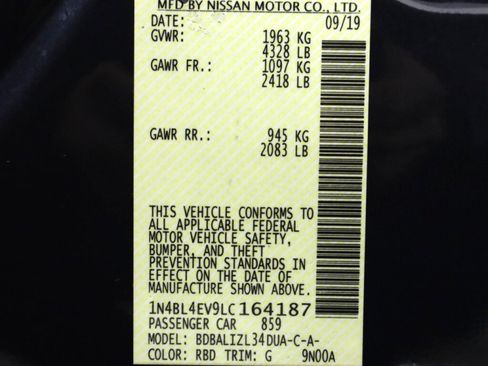 MFD BY NISSAN MOTOR CO., LTD.
DATE: 09/19
GVWR: 1963 KG
4328 LB
GAWR FR.: 1097 KG
2418 LB
GAWR RR.: 945 KG
2083 LB
THIS VEHICLE CONFORMS TO
ALL APPLICABLE FEDERAL
MOTOR VEHICLE SAFETY,
BUMPER, AND THEFT
PREVENTION STANDARDS IN
EFFECT ON THE DATE OF
MANUFACTURE SHOWN ABOVE.
1N4BL4EV9LC164187
PASSENGER CAR 859
MODEL: BDBALIZL34DUA-C-A-
COLOR: RBD TRIM: G 9N00A